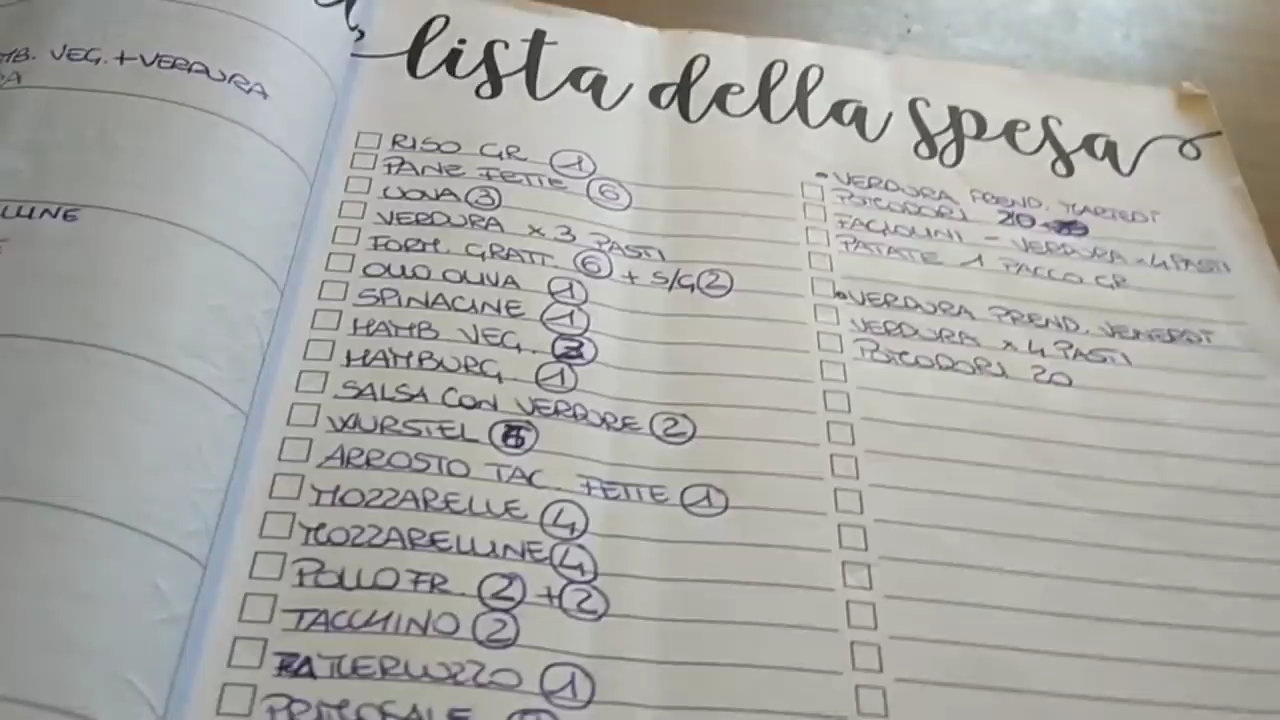 HB. VEG. + VERDURA
LLINE
lista della spesa
RISO GR 1
PANE FETTE 6
UOVA 3
VERDURA x 3 PASTI
FORM. GRATT. 6 + S/G 2
OLIO OLIVA 1
SPINACINE 1
HAMB VEG.
HAMBURG 1
SALSA CON VERDURE 2
WURSTEL
ARROSTO TAC. FETTE 1
MOZZARELLE 4
MOZZARELLINE 4
POLLO FR. 2 + 2
TACCHINO 2
1
- VERDURA PREND. MARTEDI
POMODORI 20
FAGIOLINI - VERDURA x 4 PASTI
PATATE 1 PACCO GR
VERDURA PREND. VENERDI
VERDURA x 4 PASTI
POMODORI 20